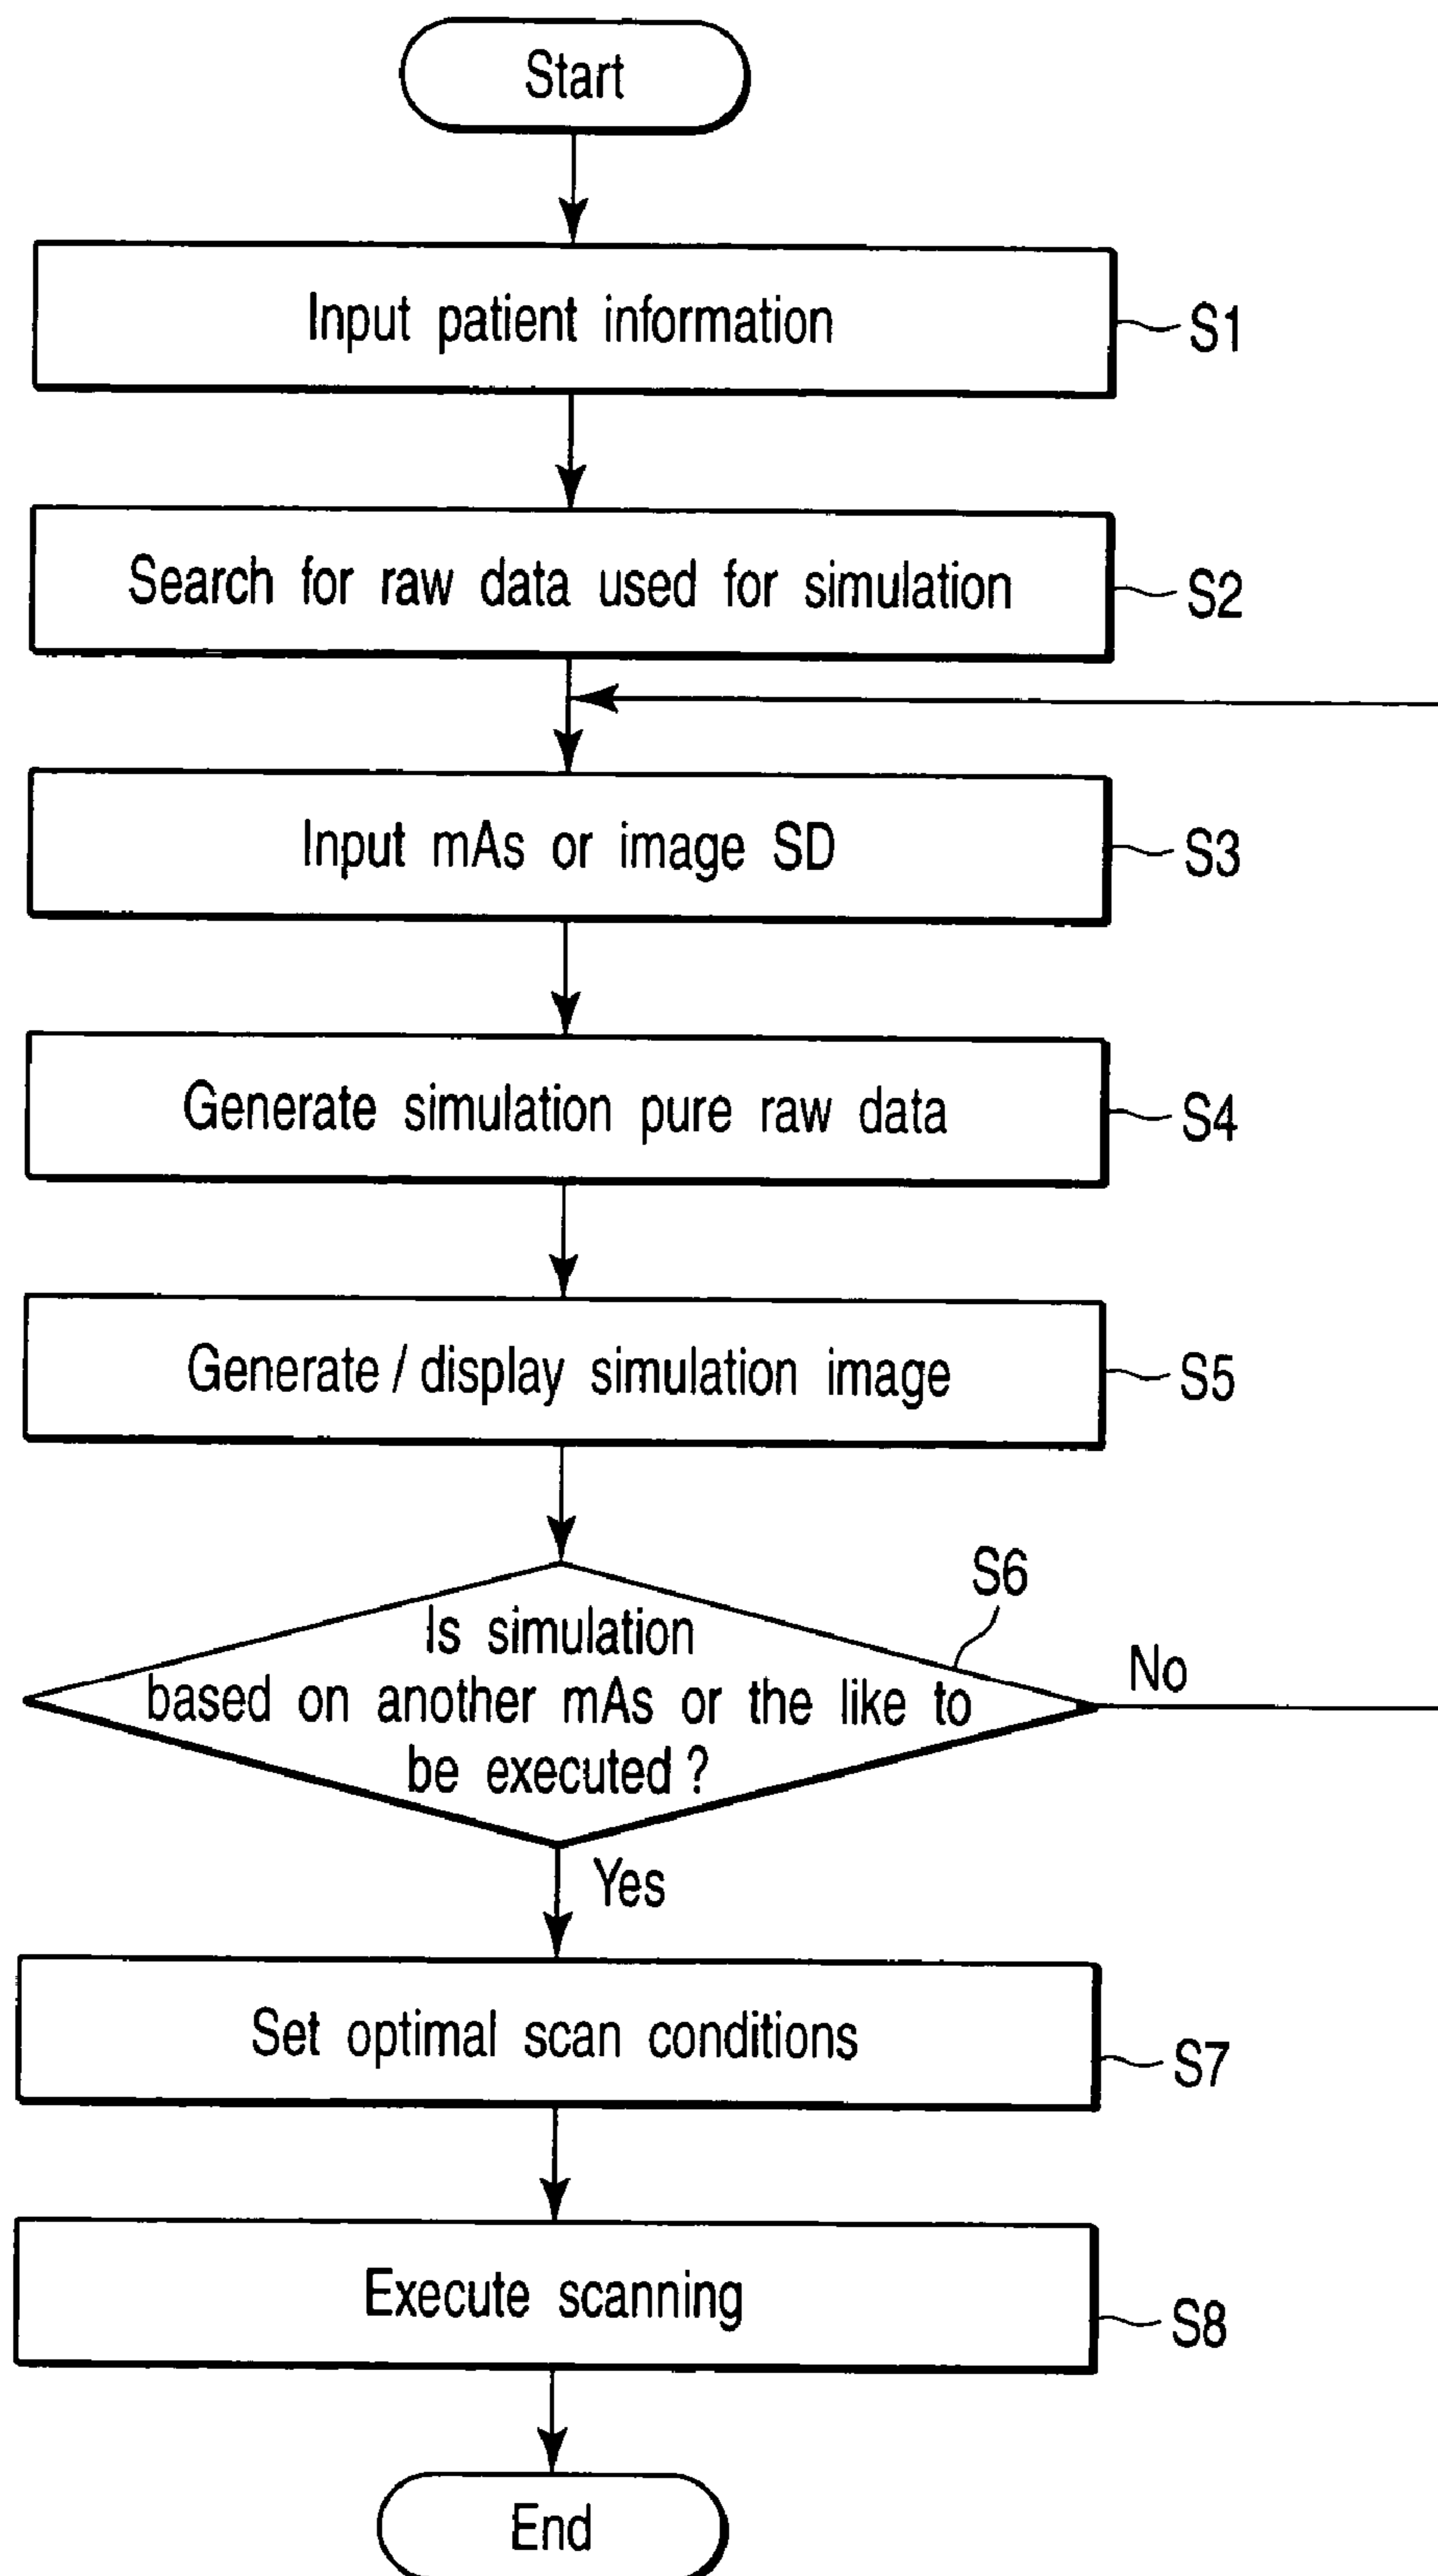 Start
Input patient information
S1
Search for raw data used for simulation
S2
Input mAs or image SD
S3
Generate simulation pure raw data
S4
Generate / display simulation image
S5
S6
Is simulation
based on another mAs or the like to
be executed ?
No
Yes
Set optimal scan conditions
S7
Execute scanning
S8
End